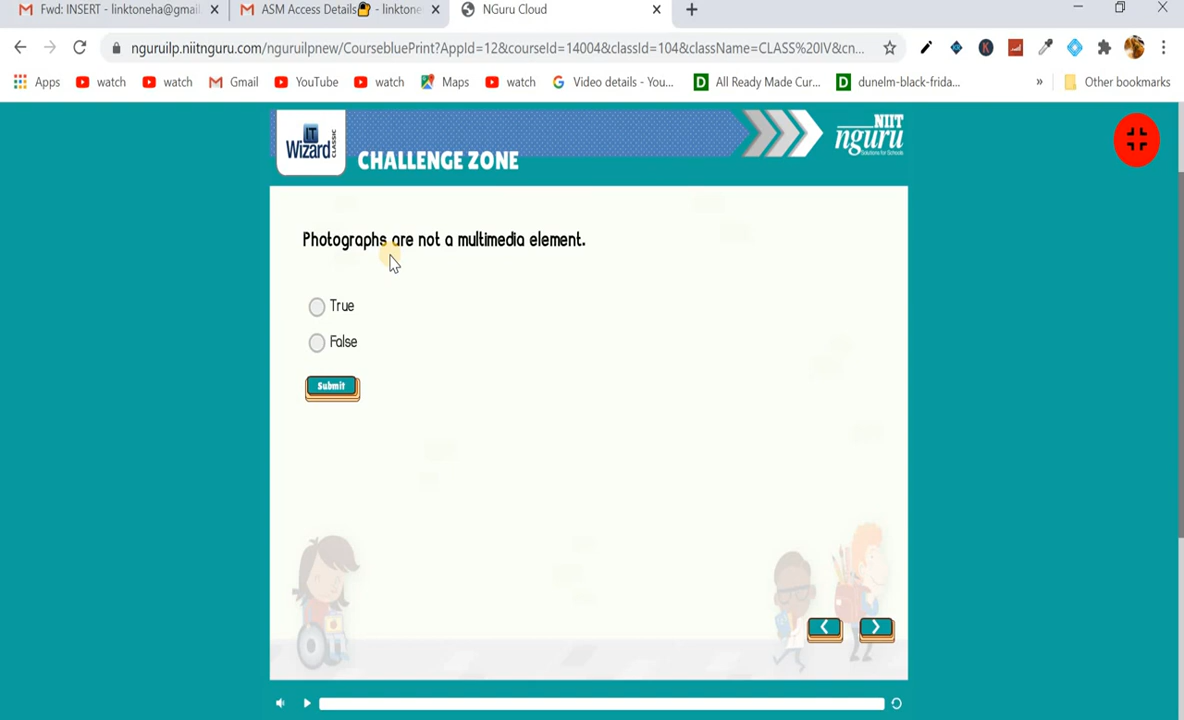 Fwd: INSERT - linktoneha@gmail.
ASM Access Details - linktone
NGuru Cloud
nguruilp.niitnguru.com/nguruilpnew/CoursebluePrint?AppId=12&courseId=14004&classId=104&className=CLASS%20IV&cn...
Apps
watch
watch
Gmail
YouTube
watch
Maps
watch
Video details - You...
All Ready Made Cur...
dunelm-black-frida...
»
Other bookmarks
IT
Wizard
CLASSIC
CHALLENGE ZONE
NIIT
nguru
Solutions for Schools
Photographs are not a multimedia element.
True
False
Submit